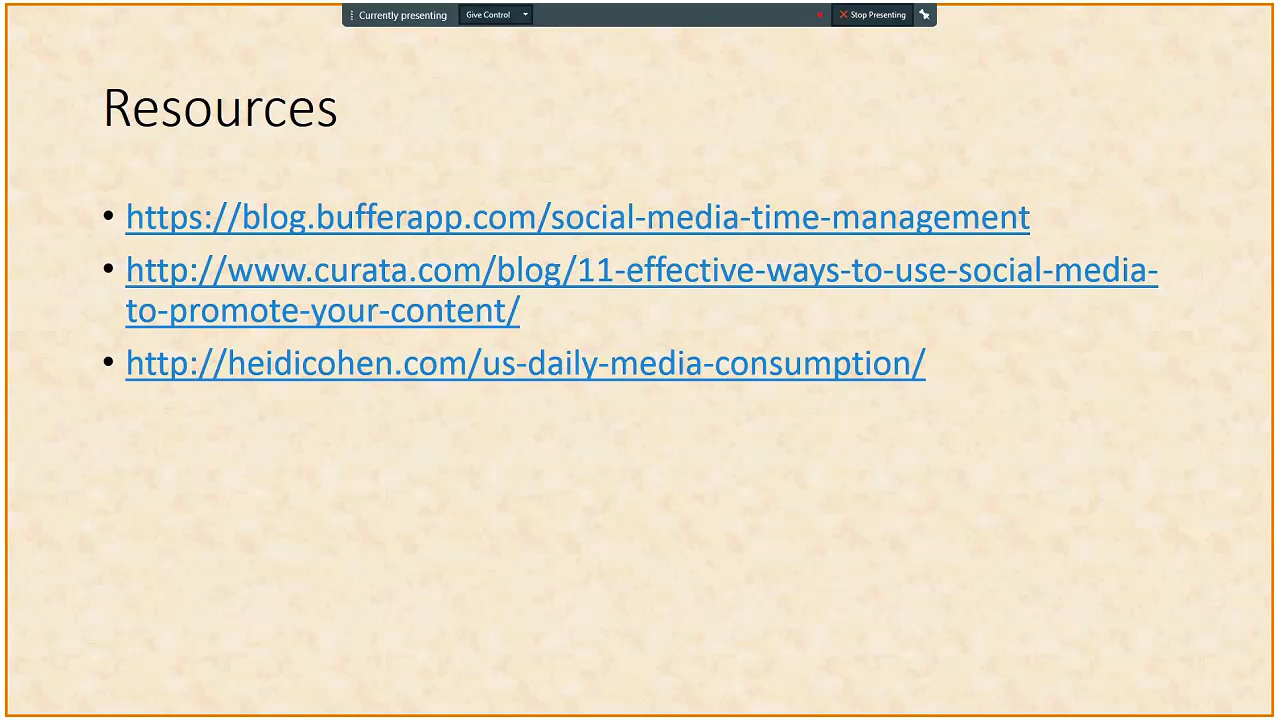 Currently presenting Give Control Stop Presenting
Resources
• https://blog.bufferapp.com/social-media-time-management
• http://www.curata.com/blog/11-effective-ways-to-use-social-media-
to-promote-your-content/
• http://heidicohen.com/us-daily-media-consumption/